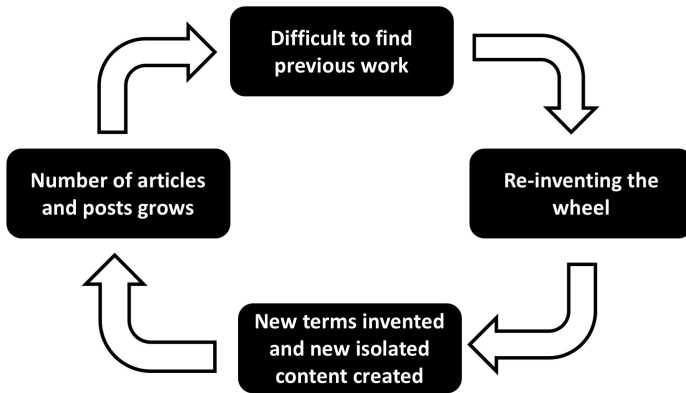 Difficult to find
previous work
Re-inventing the
wheel
New terms invented
and new isolated
content created
Number of articles
and posts grows